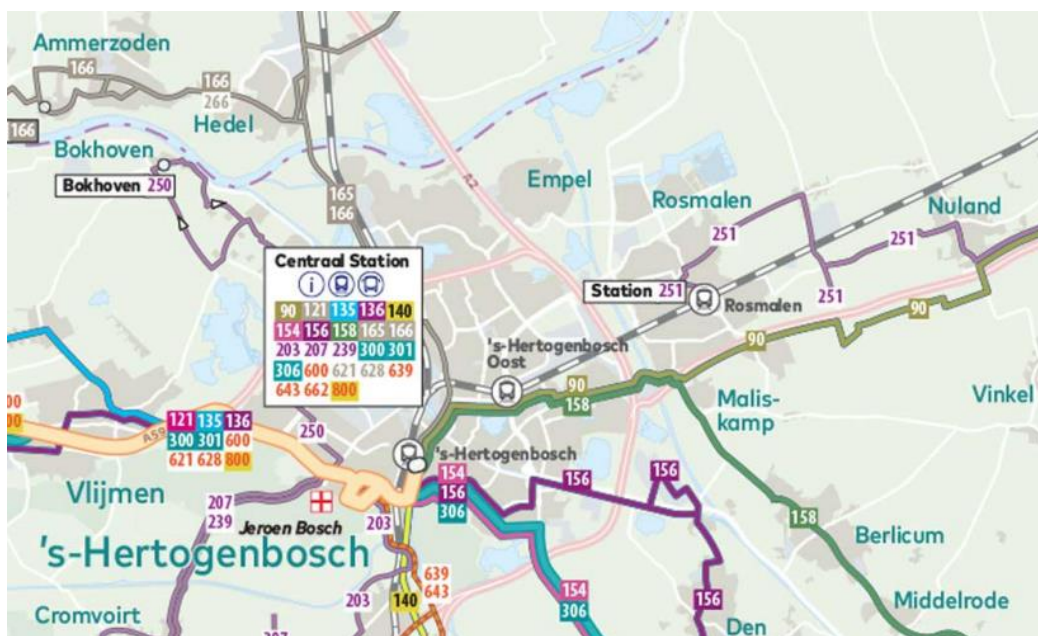 Ammerzoden
166
166
266
Hedel
166
Bokhoven
Bokhoven 250
165
166
A2
Empel
Rosmalen
251
Nuland
251
251
Station 251
Rosmalen
90
90
Centraal Station
i
90 121 135 136 140
154 156 158 165 166
203 207 239 300 301
306 600 621 628 639
643 662 800
's-Hertogenbosch
Oost
90
158
Malis-
kamp
Vinkel
00
00
A59
121 135 136
300 301 600
621 628 800
250
's-Hertogenbosch
154
156
306
156
156
Vlijmen
207
239
Jeroen Bosch
203
158
Berlicum
's-Hertogenbosch
639
643
140
203
154
306
156
Middelrode
Cromvoirt
207
Den